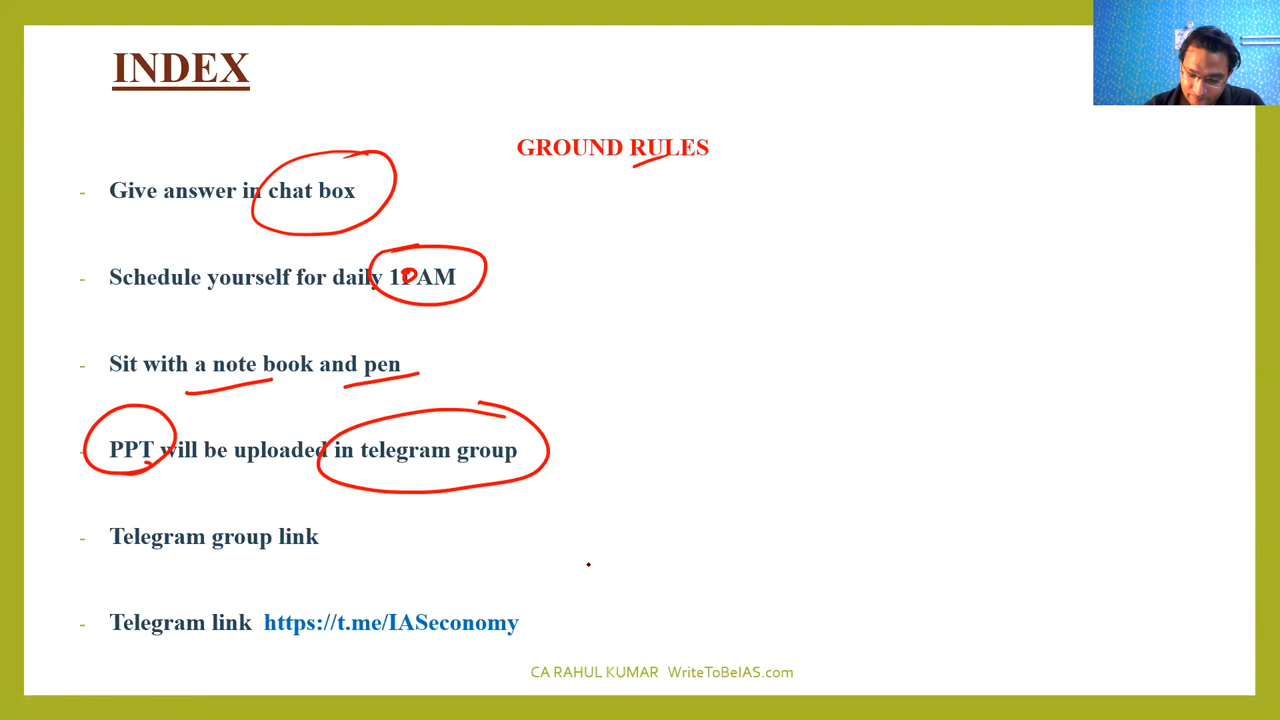 INDEX
GROUND RULES
- Give answer in chat box
- Schedule yourself for daily 10 AM
- Sit with a note book and pen
- PPT will be uploaded in telegram group
- Telegram group link
- Telegram link https://t.me/IASeconomy
CA RAHUL KUMAR WriteToBeIAS.com